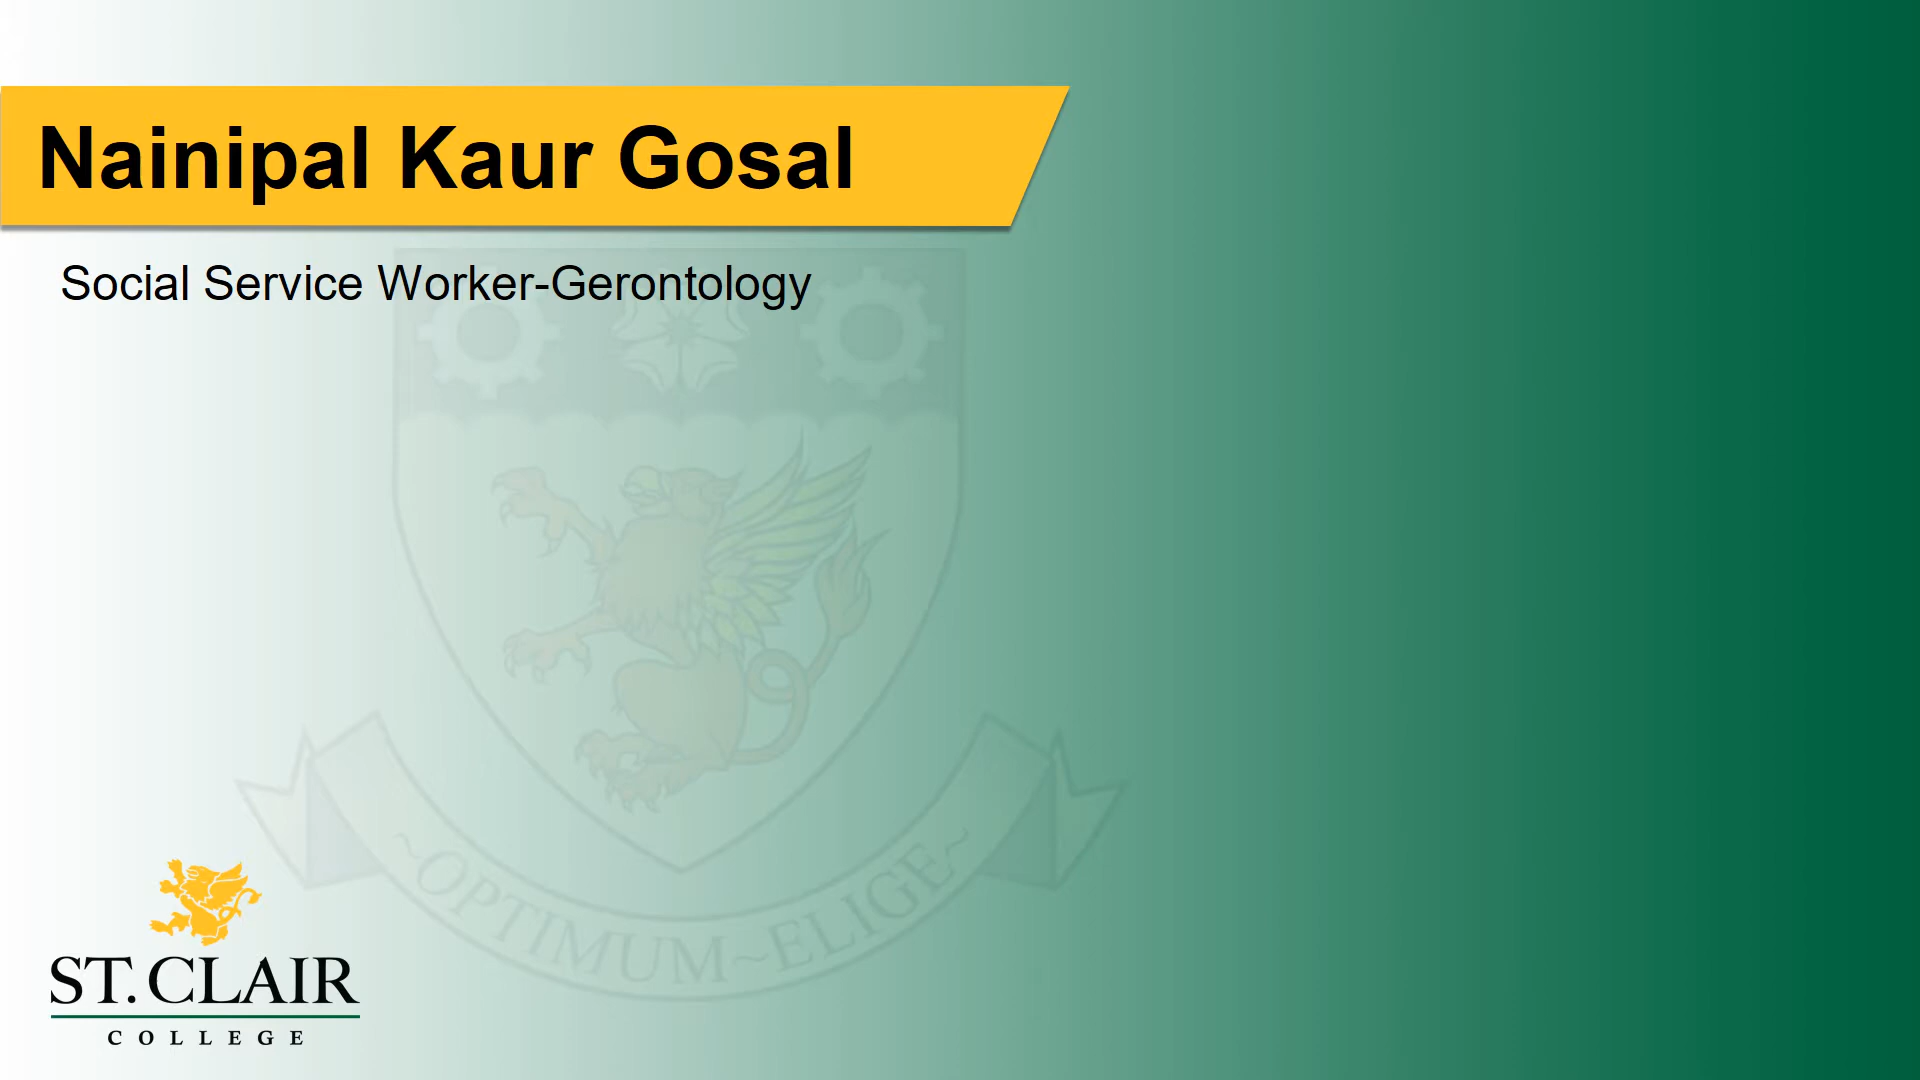 Nainipal Kaur Gosal
Social Service Worker-Gerontology
~OPTIMUM~ELIGE~
ST. CLAIR
COLLEGE